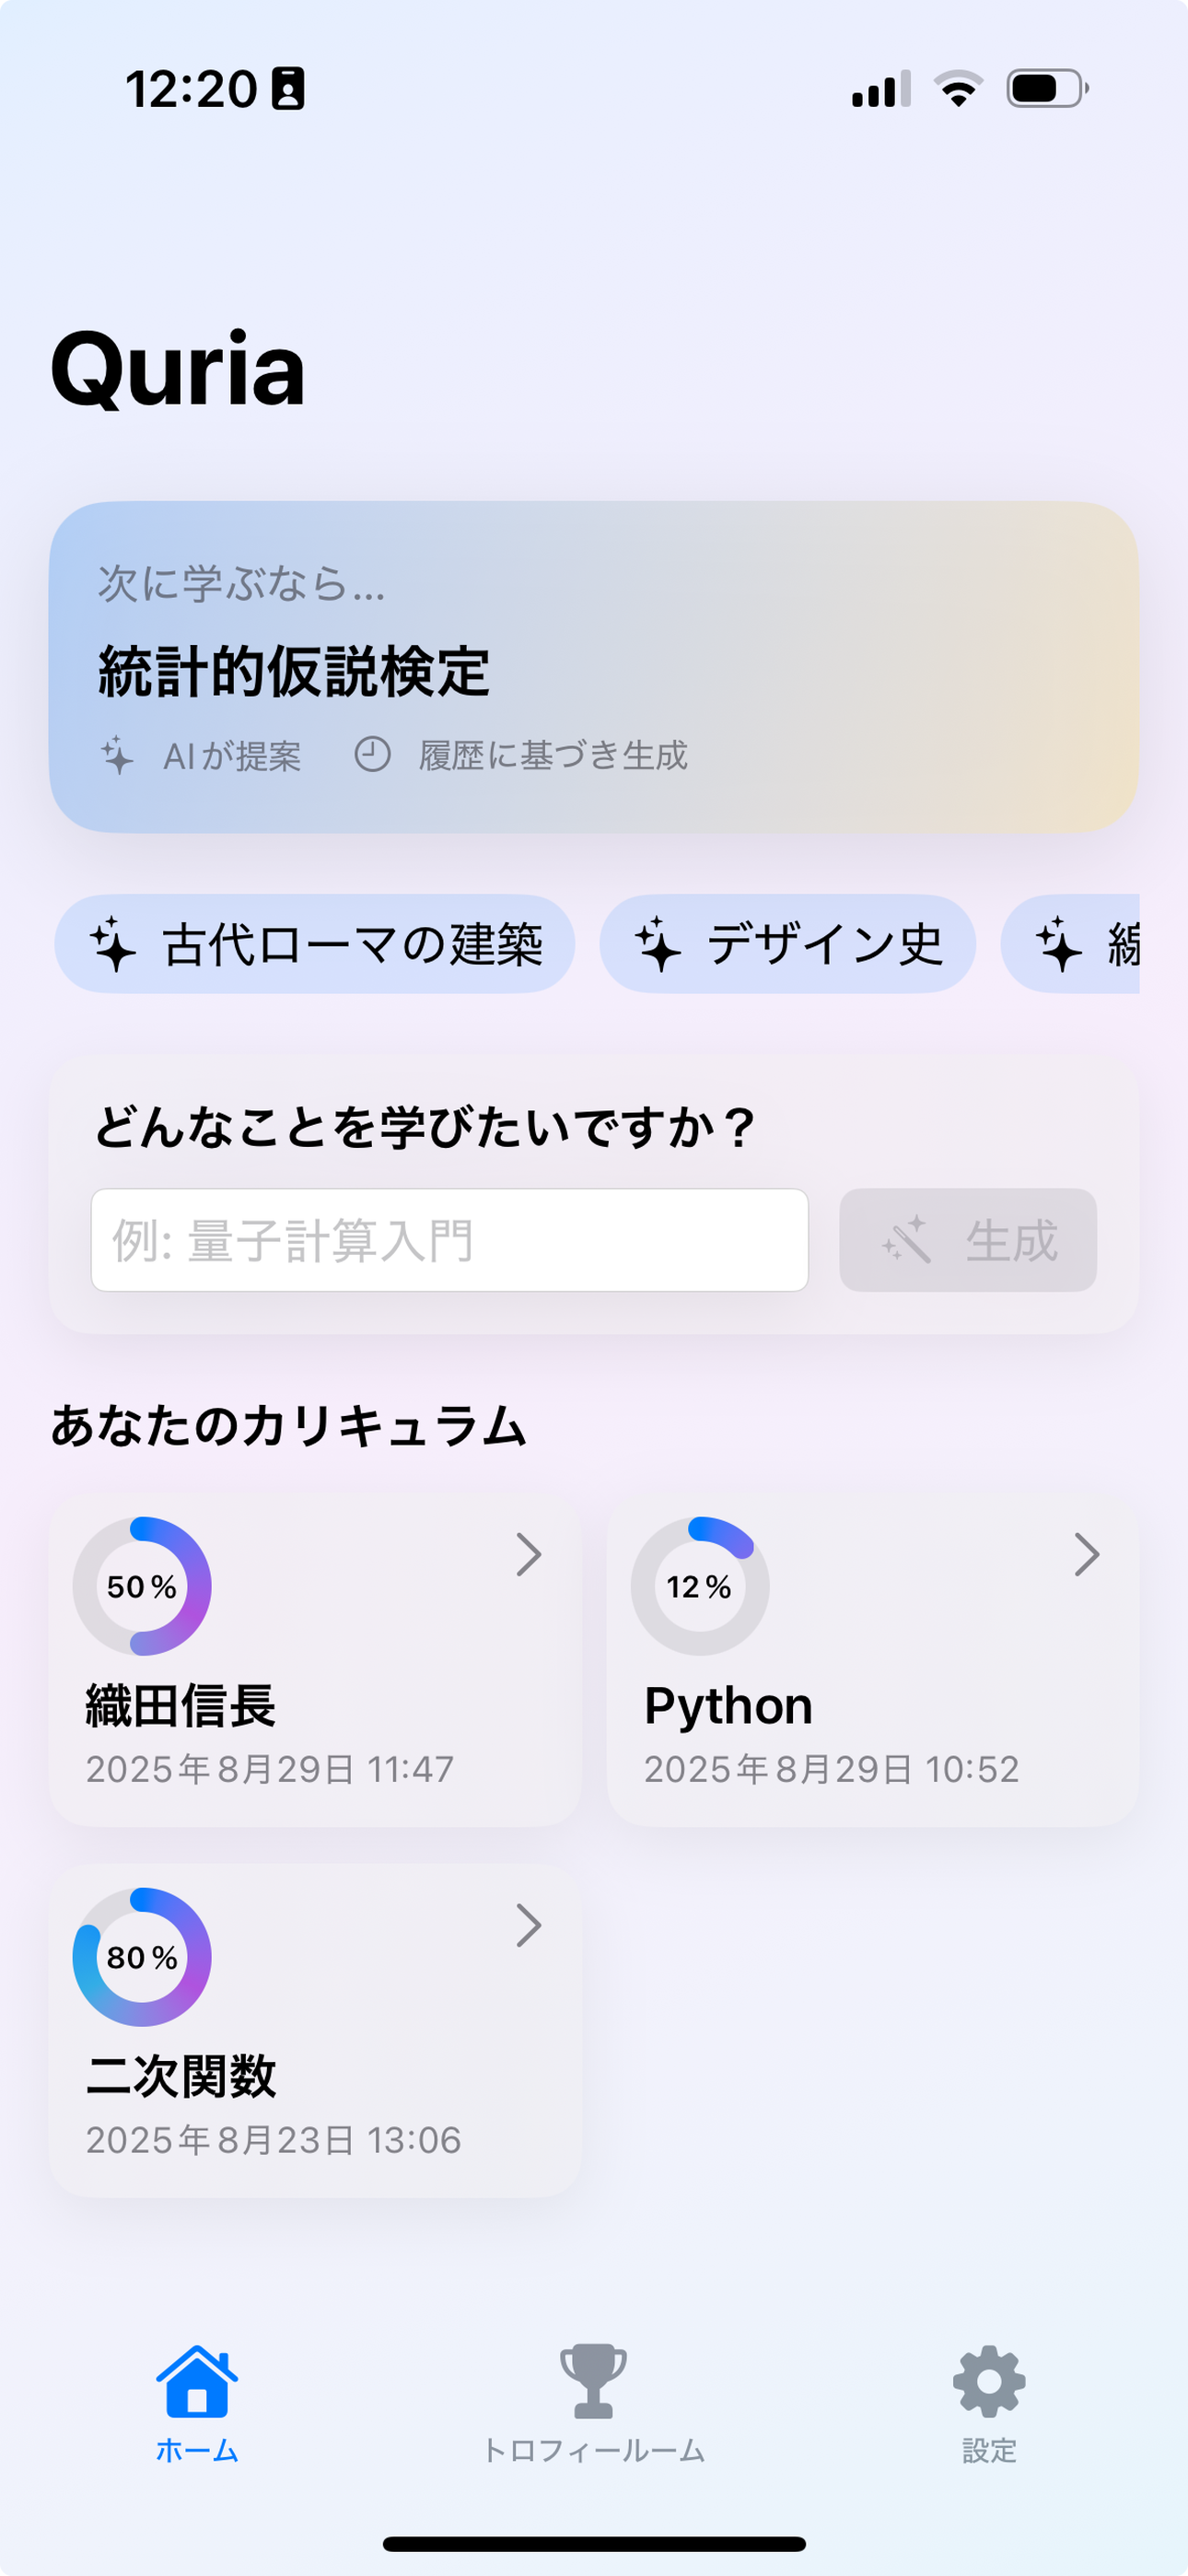 12:20
Quria
次に学ぶなら...
統計的仮説検定
AIが提案 履歴に基づき生成
古代ローマの建築 デザイン史
どんなことを学びたいですか？
例: 量子計算入門 生成
あなたのカリキュラム
50% 12%
織田信長 Python
2025年8月29日 11:47 2025年8月29日 10:52
80%
二次関数
2025年8月23日 13:06
ホーム トロフィールーム 設定